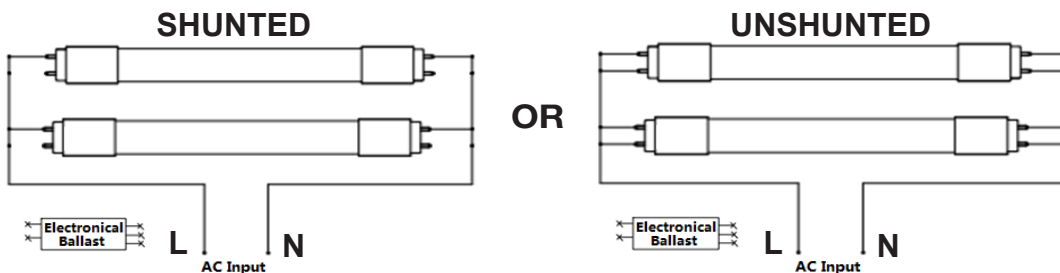 SHUNTED
UNSHUNTED
OR
Electronical
Ballast
L
N
AC Input
Electronical
Ballast
L
N
AC Input